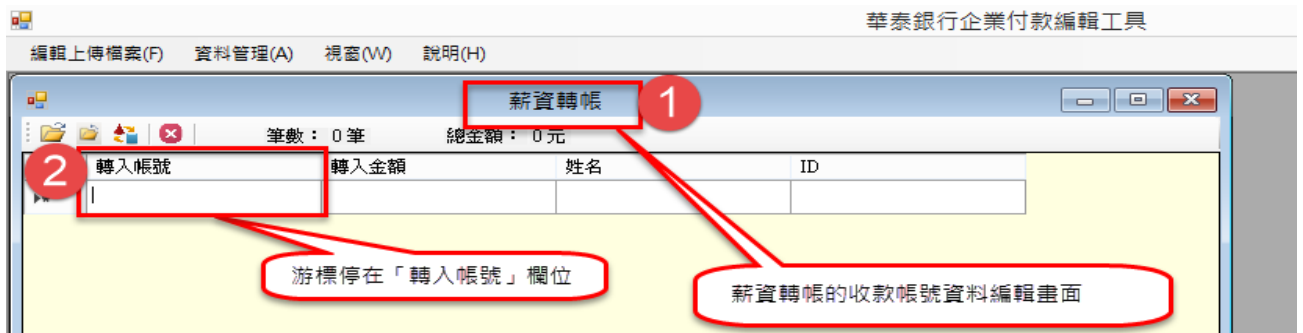 華泰銀行企業付款編輯工具
編輯上傳檔案(F) 資料管理(A) 視窗(W) 說明(H)
薪資轉帳 1
筆數： 0 筆 總金額： 0 元
2 轉入帳號 轉入金額 姓名 ID
游標停在「轉入帳號」欄位
薪資轉帳的收款帳號資料編輯畫面